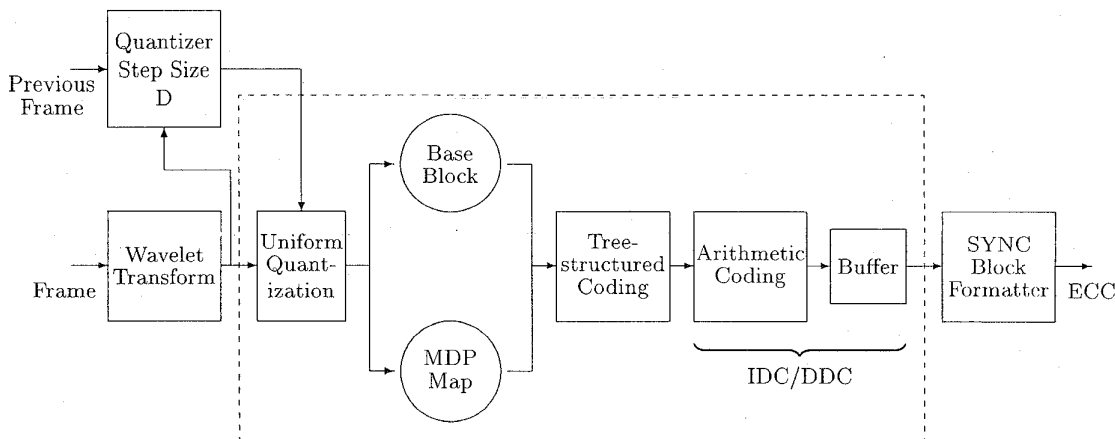 Quantizer
Step Size
D
Previous
Frame
Base
Block
Wavelet
Transform
Frame
Uniform
Quant-
ization
Tree-
structured
Coding
Arithmetic
Coding
Buffer
SYNC
Block
Formatter
ECC
MDP
Map
IDC/DDC